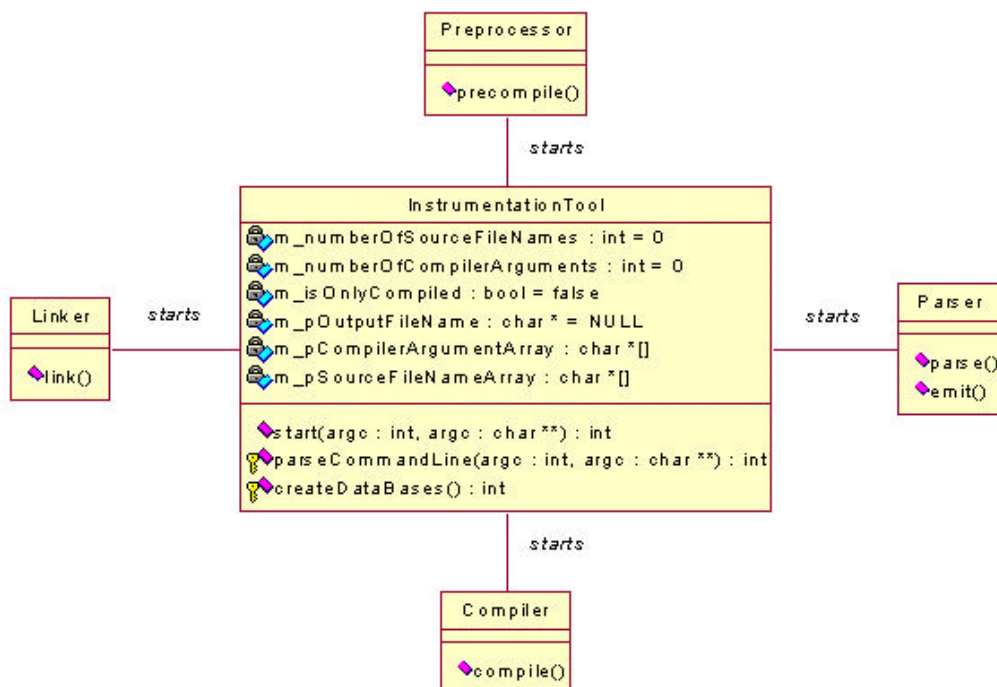 Preprocessor
precompile()
starts
InstrumentationTool
m_numberOfSourceFileNames : int = 0
m_numberOfCompilerArguments : int = 0
m_isOnlyCompiled : bool = false
m_pOutputFileName : char * = NULL
m_pCompilerArgumentArray : char *[]
m_pSourceFileNameArray : char *[]
start(argc : int, argc : char **) : int
parseCommandLine(argc : int, argc : char **) : int
createDataBases() : int
Linker
link()
starts
starts
Parser
parse()
emit()
starts
Compiler
compile()